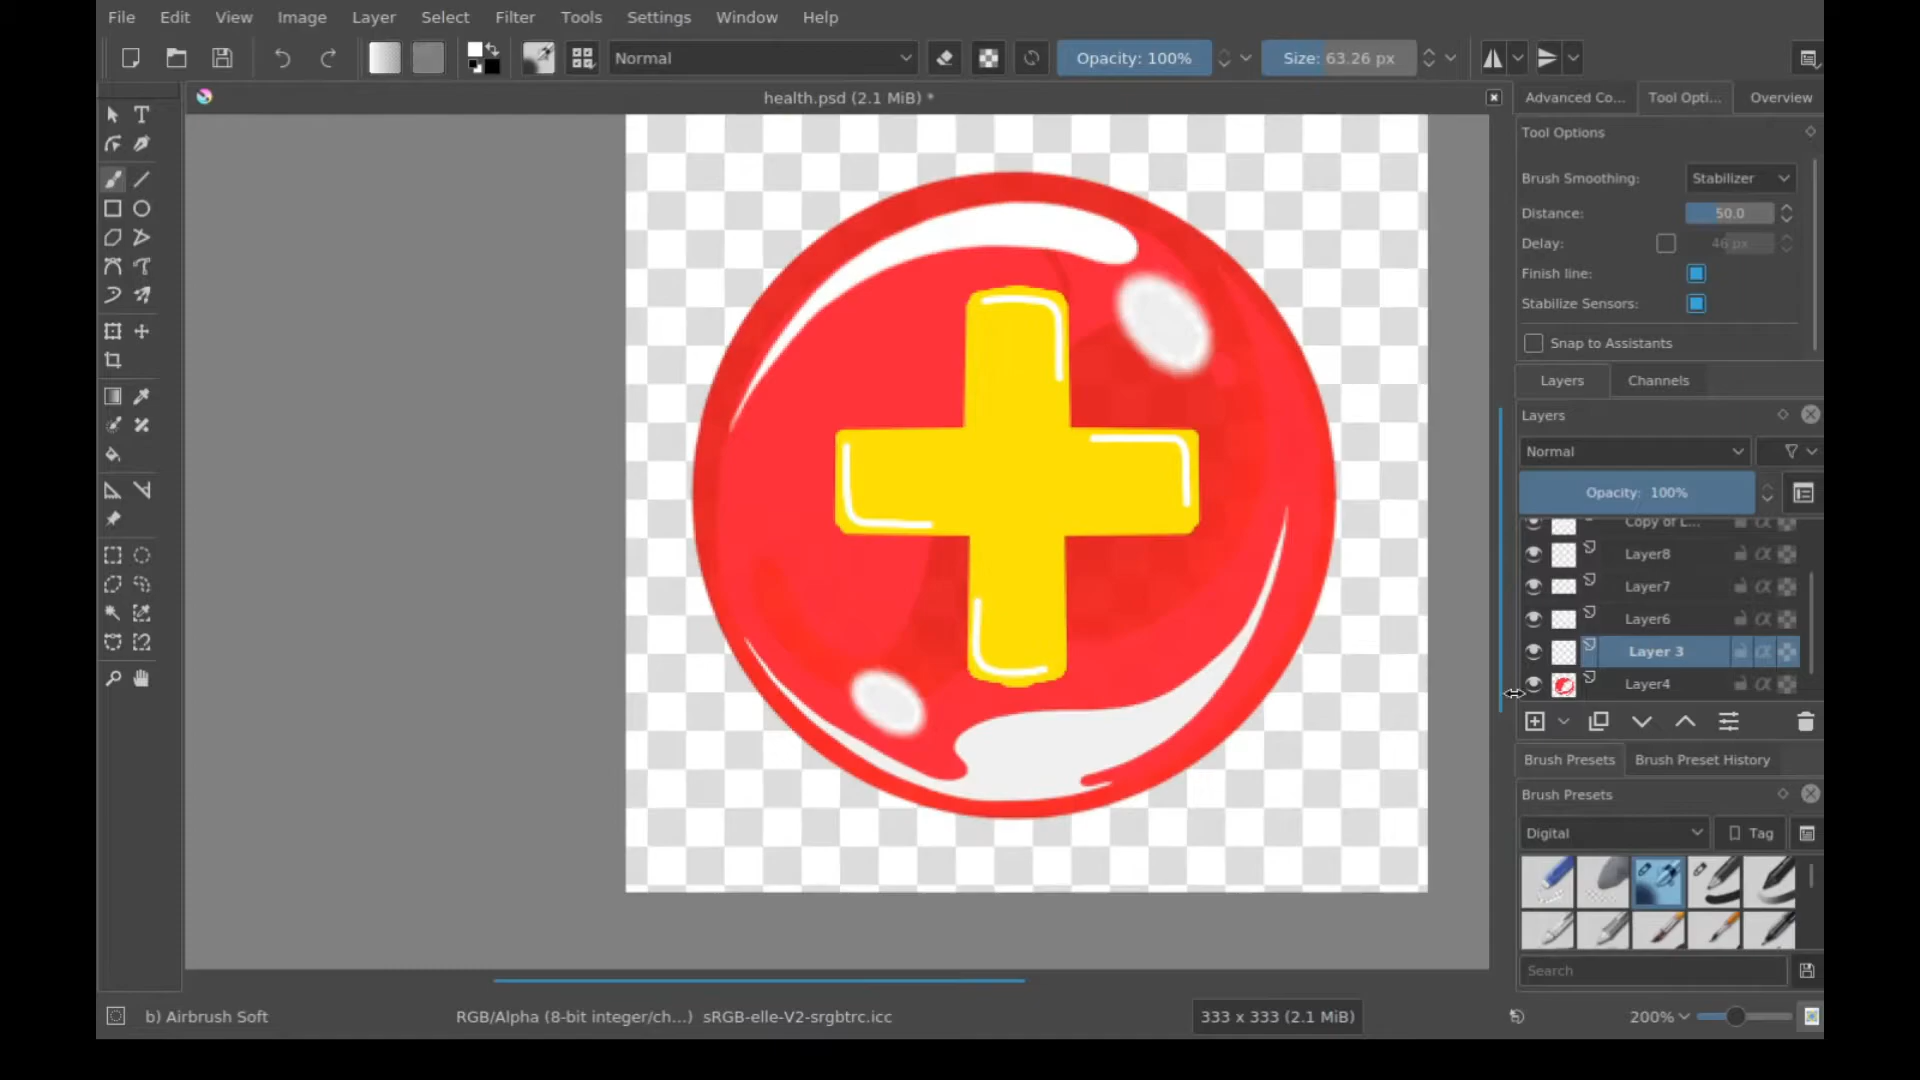 File Edit View Image Layer Select Filter Tools Settings Window Help
Normal Opacity: 100% Size: 63.26 px
health.psd (2.1 MiB) *
Advanced Co... Tool Opti... Overview
Tool Options
Brush Smoothing: Stabilizer
Distance: 50.0
Delay: 46 px
Finish line:
Stabilize Sensors:
Snap to Assistants
Layers Channels
Layers
Normal
Opacity: 100%
Copy of L...
Layer8
Layer7
Layer6
Layer 3
Layer4
Brush Presets Brush Preset History
Brush Presets
Digital Tag
Search
b) Airbrush Soft RGB/Alpha (8-bit integer/ch...) sRGB-elle-V2-srgbtrc.icc 333 x 333 (2.1 MiB) 200%